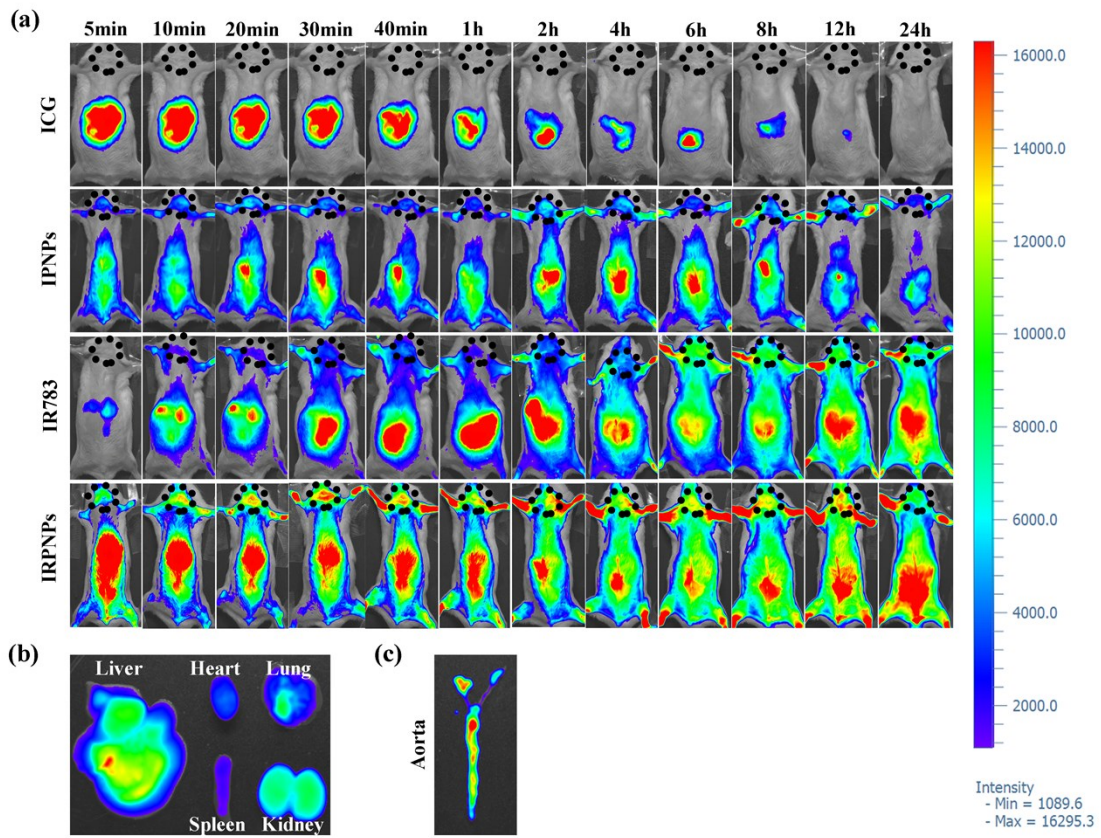 (a)
5min 10min 20min 30min 40min 1h 2h 4h 6h 8h 12h 24h
ICG
IPNPs
IR783
IRPNPs
16000.0
14000.0
12000.0
10000.0
8000.0
6000.0
4000.0
2000.0
Intensity
- Min = 1089.6
- Max = 16295.3
(b)
Liver Heart Lung
Spleen Kidney
(c)
Aorta